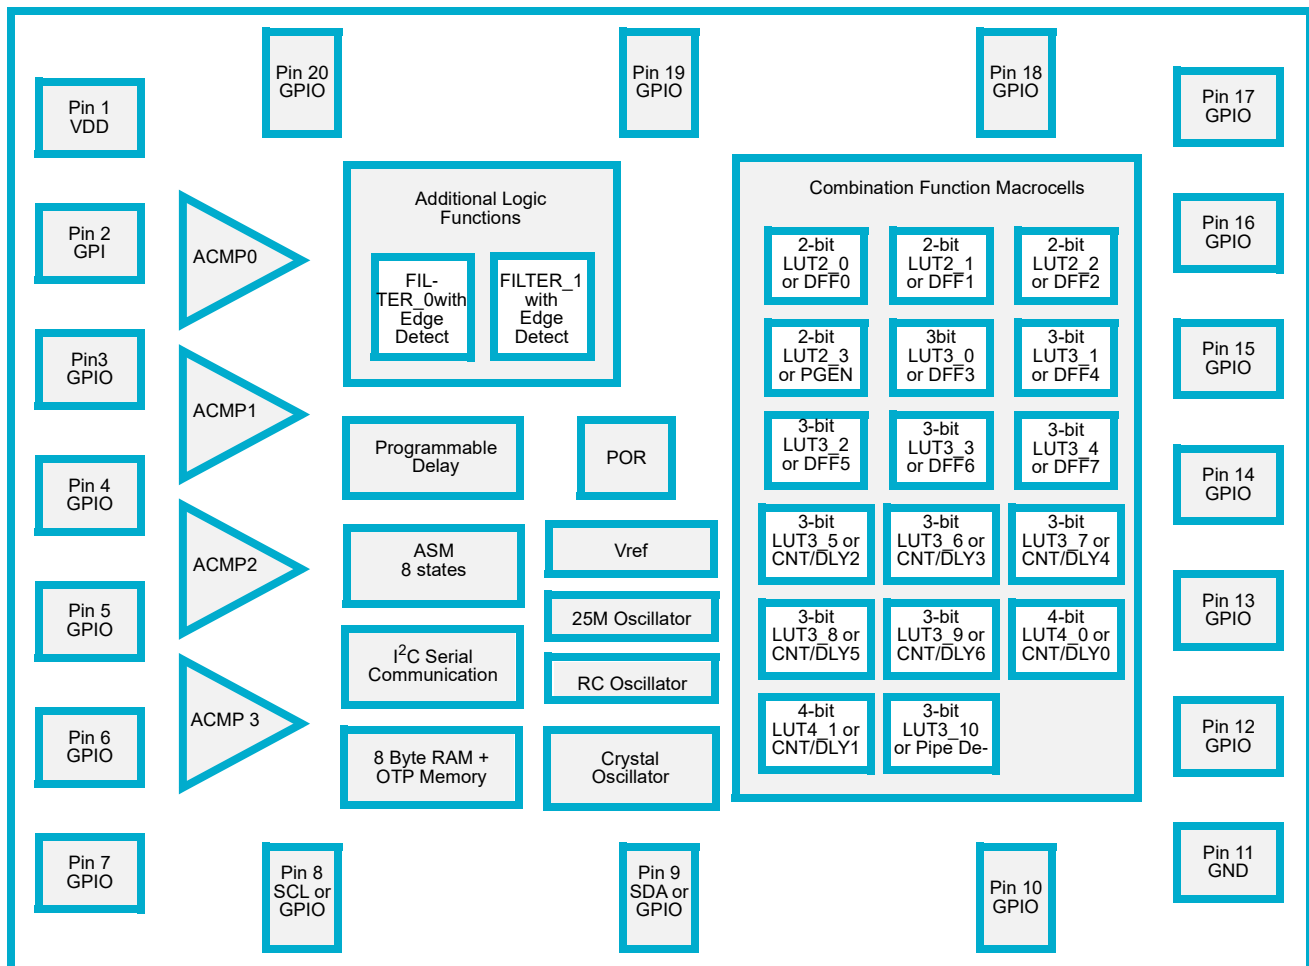 Pin 20
GPIO
Pin 19
GPIO
Pin 18
GPIO
Pin 17
GPIO
Pin 1
VDD
Pin 16
GPIO
Pin 2
GPI
Pin 15
GPIO
Pin3
GPIO
Pin 14
GPIO
Pin 4
GPIO
Pin 13
GPIO
Pin 5
GPIO
Pin 12
GPIO
Pin 6
GPIO
Pin 11
GND
Pin 7
GPIO
ACMP0
ACMP1
ACMP2
ACMP 3
Additional Logic
Functions
FIL-
TER_0with
Edge
Detect
FILTER_1
with
Edge
Detect
Programmable
Delay
POR
ASM
8 states
Vref
25M Oscillator
I²C Serial
Communication
RC Oscillator
8 Byte RAM +
OTP Memory
Crystal
Oscillator
Combination Function Macrocells
2-bit
LUT2_0
or DFF0
2-bit
LUT2_1
or DFF1
2-bit
LUT2_2
or DFF2
2-bit
LUT2_3
or PGEN
3bit
LUT3_0
or DFF3
3-bit
LUT3_1
or DFF4
3-bit
LUT3_2
or DFF5
3-bit
LUT3_3
or DFF6
3-bit
LUT3_4
or DFF7
3-bit
LUT3_5 or
CNT/DLY2
3-bit
LUT3_6 or
CNT/DLY3
3-bit
LUT3_7 or
CNT/DLY4
3-bit
LUT3_8 or
CNT/DLY5
3-bit
LUT3_9 or
CNT/DLY6
4-bit
LUT4_0 or
CNT/DLY0
4-bit
LUT4_1 or
CNT/DLY1
3-bit
LUT3_10
or Pipe De-
Pin 8
SCL or
GPIO
Pin 9
SDA or
GPIO
Pin 10
GPIO